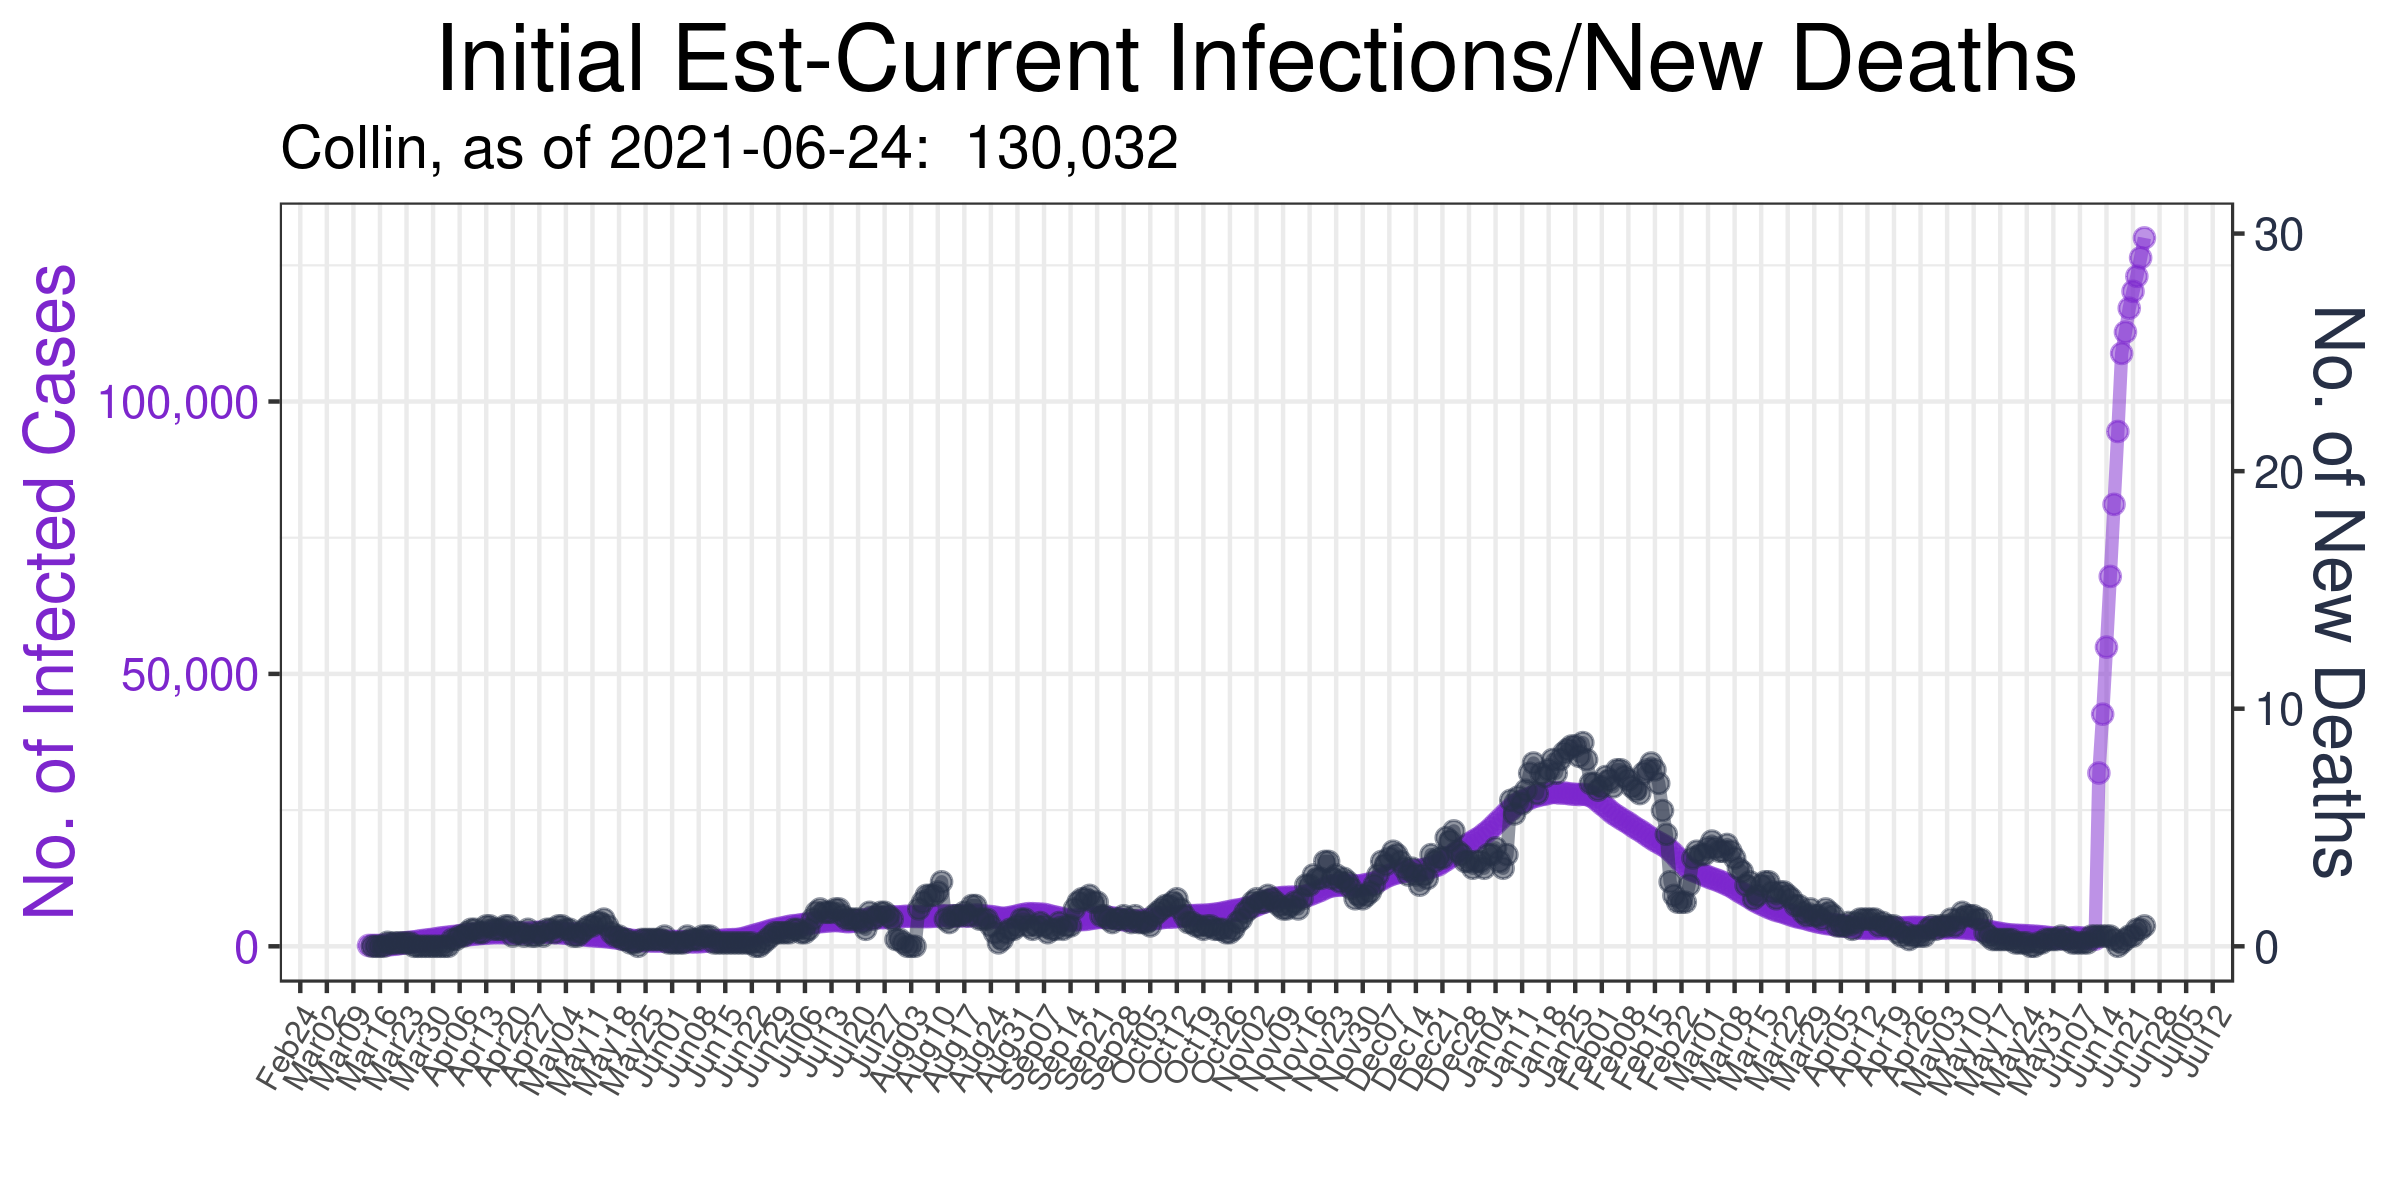 Initial Est-Current Infections/New Deaths
Collin, as of 2021-06-24:  130,032
No. of Infected Cases
100,000
50,000
0
30
20
10
0
No. of New Deaths
Feb24
Mar02
Mar09
Mar16
Mar23
Mar30
Apr06
Apr13
Apr20
Apr27
May04
May11
May18
May25
Jun01
Jun08
Jun15
Jun22
Jun29
Jul06
Jul13
Jul20
Jul27
Aug03
Aug10
Aug17
Aug24
Aug31
Sep07
Sep14
Sep21
Sep28
Oct05
Oct12
Oct19
Oct26
Nov02
Nov09
Nov16
Nov23
Nov30
Dec07
Dec14
Dec21
Dec28
Jan04
Jan11
Jan18
Jan25
Feb01
Feb08
Feb15
Feb22
Mar01
Mar08
Mar15
Mar22
Mar29
Apr05
Apr12
Apr19
Apr26
May03
May10
May17
May24
May31
Jun07
Jun14
Jun21
Jun28
Jul05
Jul12